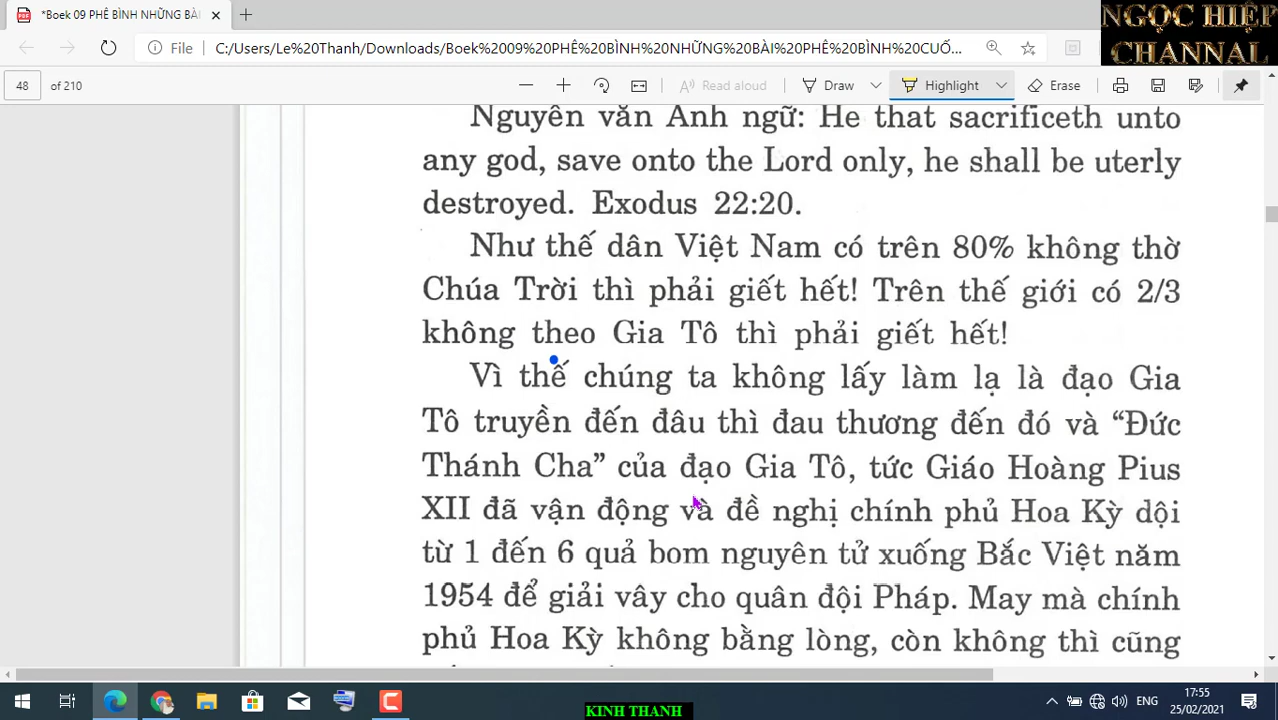 *Boek 09 PHÊ BÌNH NHỮNG BÀI
NGỌC HIỆP
CHANNAL
File
C:/Users/Le%20Thanh/Downloads/Boek%2009%20PHÊ%20BÌNH%20NHỮNG%20BÀI%20PHÊ%20BÌNH%20CUỐ...
48 of 210
Read aloud
Draw
Highlight
Erase
Nguyên văn Anh ngữ: He that sacrificeth unto
any god, save onto the Lord only, he shall be uterly
destroyed. Exodus 22:20.
Như thế dân Việt Nam có trên 80% không thờ
Chúa Trời thì phải giết hết! Trên thế giới có 2/3
không theo Gia Tô thì phải giết hết!
Vì thế chúng ta không lấy làm lạ là đạo Gia
Tô truyền đến đâu thì đau thương đến đó và “Đức
Thánh Cha” của đạo Gia Tô, tức Giáo Hoàng Pius
XII đã vận động và đề nghị chính phủ Hoa Kỳ dội
từ 1 đến 6 quả bom nguyên tử xuống Bắc Việt năm
1954 để giải vây cho quân đội Pháp. May mà chính
phủ Hoa Kỳ không bằng lòng, còn không thì cũng
ENG
17:55
25/02/2021
KINH THANH